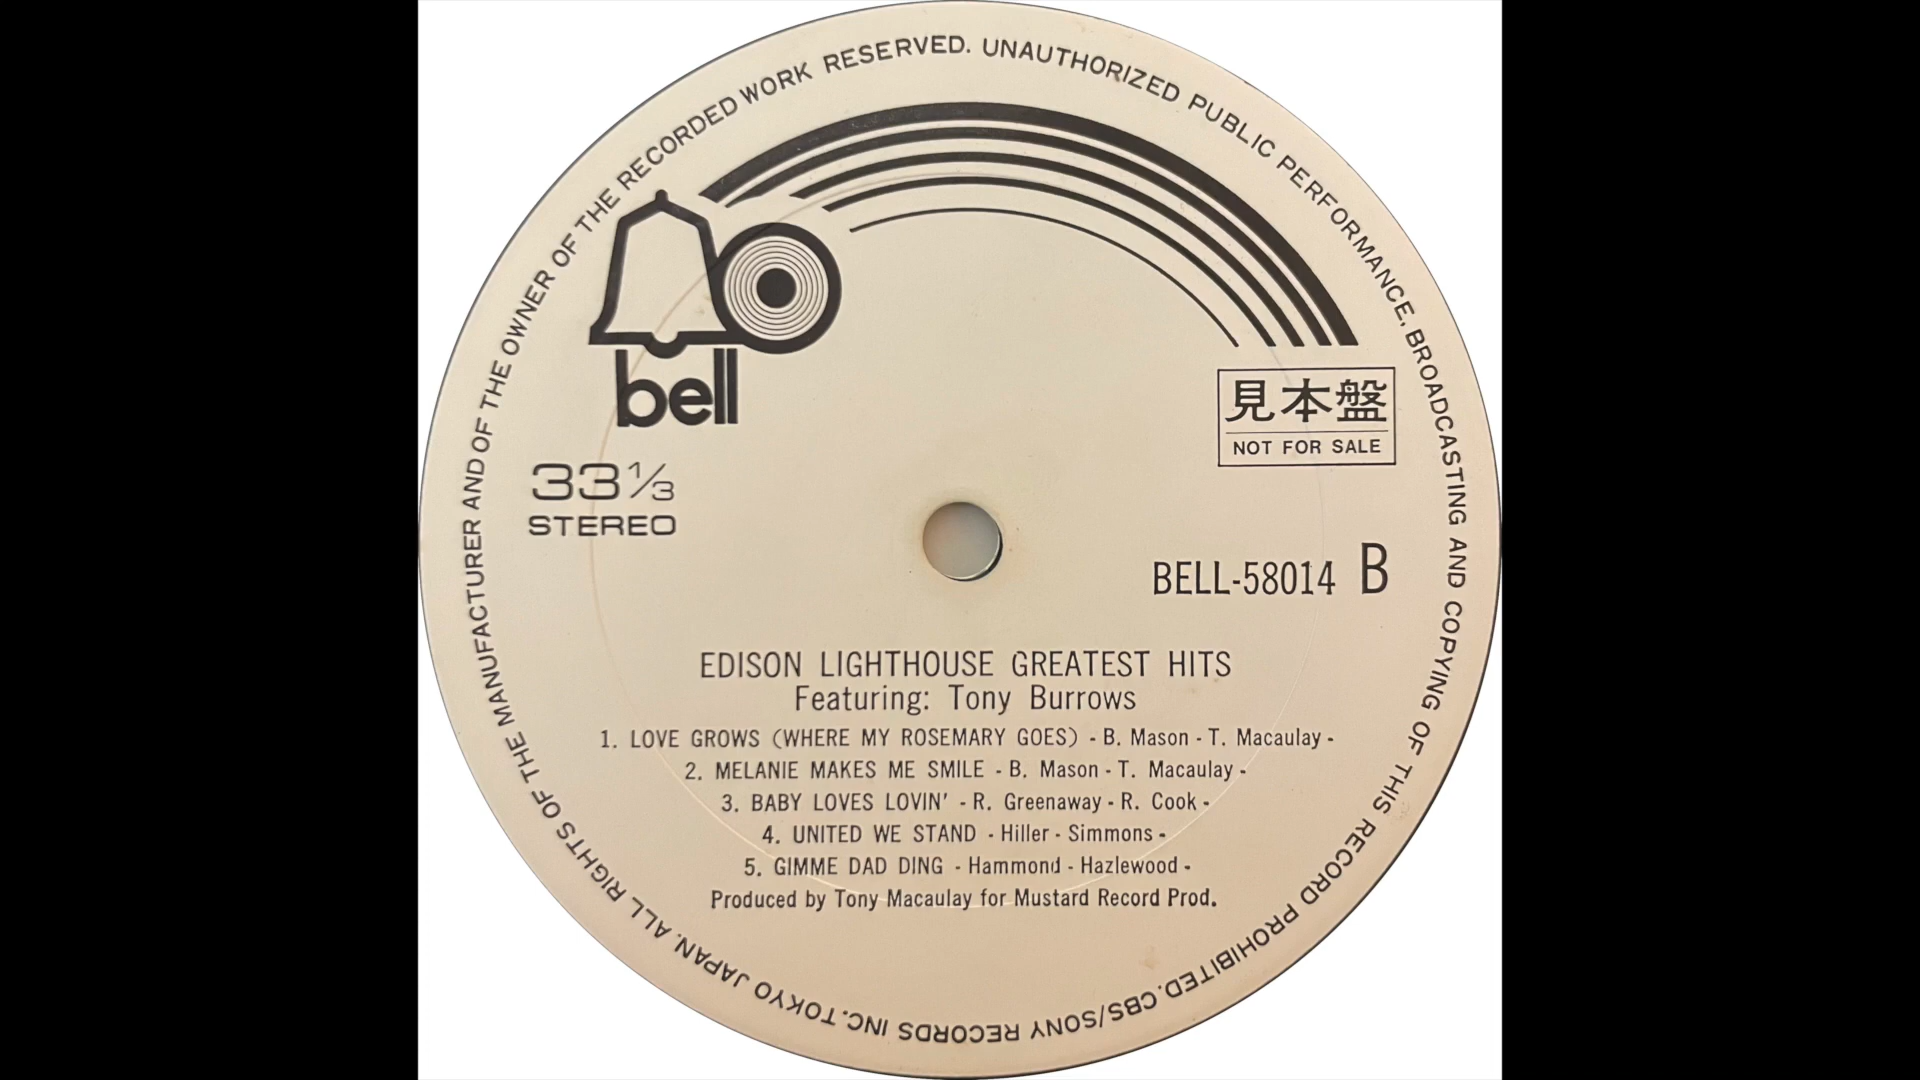 ALL RIGHTS OF THE MANUFACTURER AND OF THE OWNER OF THE RECORDED WORK RESERVED. UNAUTHORIZED PUBLIC PERFORMANCE, BROADCASTING AND COPYING OF THIS RECORD PROHIBITED. CBS/SONY RECORDS INC. TOKYO JAPAN.
bell
見本盤
NOT FOR SALE
33⅓
STEREO
BELL-58014 B
EDISON LIGHTHOUSE GREATEST HITS
Featuring: Tony Burrows
1. LOVE GROWS (WHERE MY ROSEMARY GOES) - B. Mason - T. Macaulay -
2. MELANIE MAKES ME SMILE - B. Mason - T. Macaulay -
3. BABY LOVES LOVIN' - R. Greenaway - R. Cook -
4. UNITED WE STAND - Hiller - Simmons -
5. GIMME DAD DING - Hammond - Hazlewood -
Produced by Tony Macaulay for Mustard Record Prod.